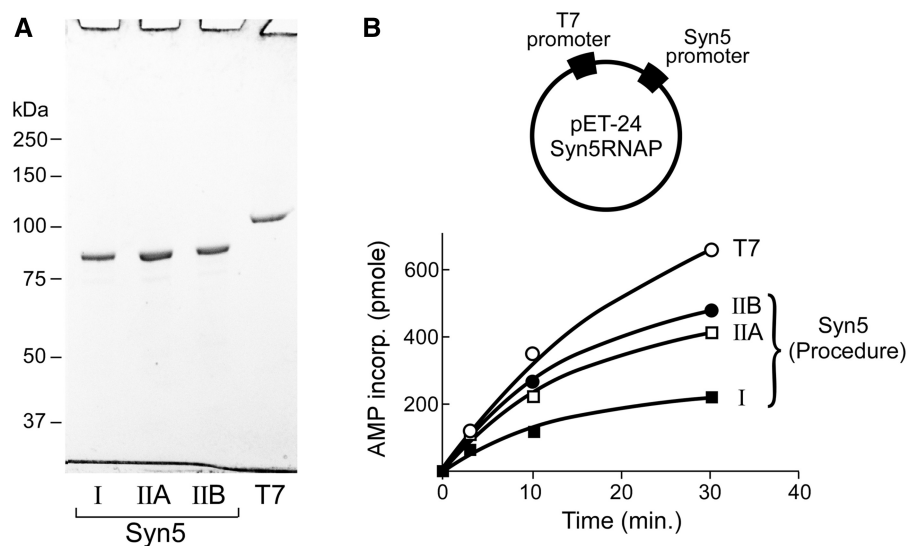 A
kDa
250
150
100
75
50
37
I IIA IIB T7
Syn5
B
T7
promoter
Syn5
promoter
pET-24
Syn5RNAP
AMP incorp. (pmole)
600
400
200
0 10 20 30 40
Time (min.)
T7
IIB
IIA
I
Syn5
(Procedure)